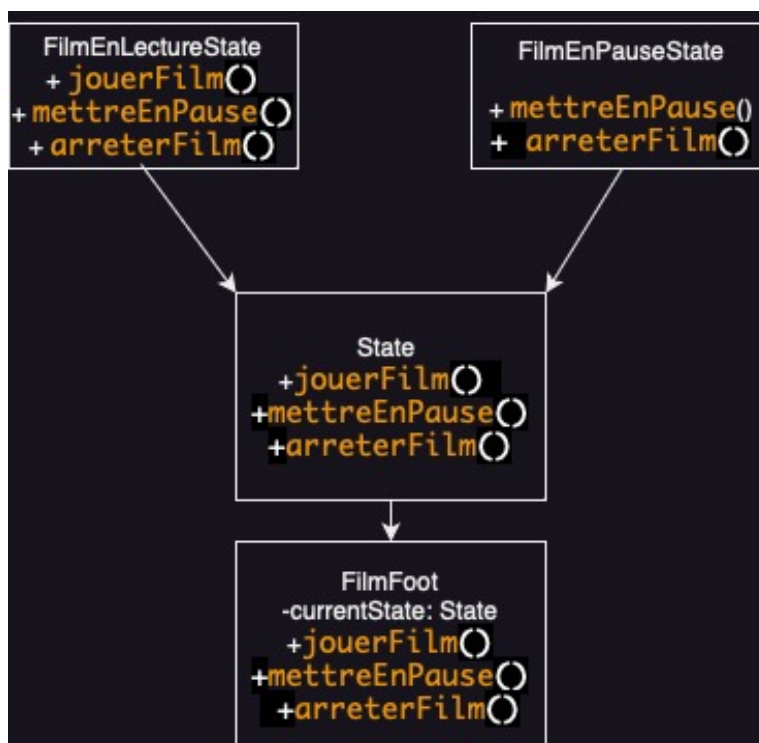 FilmEnLectureState
+ jouerFilm()
+ mettreEnPause()
+ arreterFilm()
FilmEnPauseState
+ mettreEnPause()
+ arreterFilm()
State
+jouerFilm()
+mettreEnPause()
+arreterFilm()
FilmFoot
-currentState: State
+jouerFilm()
+mettreEnPause()
+arreterFilm()